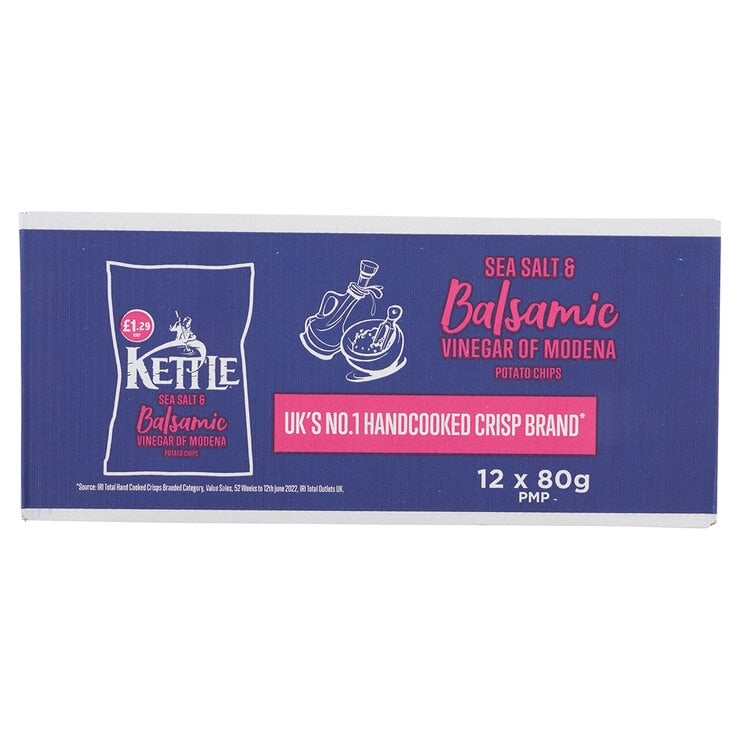 £1.29
RRP
KETTLE
SEA SALT &
Balsamic
VINEGAR OF MODENA
POTATO CHIPS
SEA SALT &
Balsamic
VINEGAR OF MODENA
POTATO CHIPS
UK'S NO.1 HANDCOOKED CRISP BRAND*
12 x 80g
PMP
*Source: IRI Total Hand Cooked Crisps Branded Category, Value Sales, 52 Weeks to 12th June 2022, IRI Total Outlets UK.